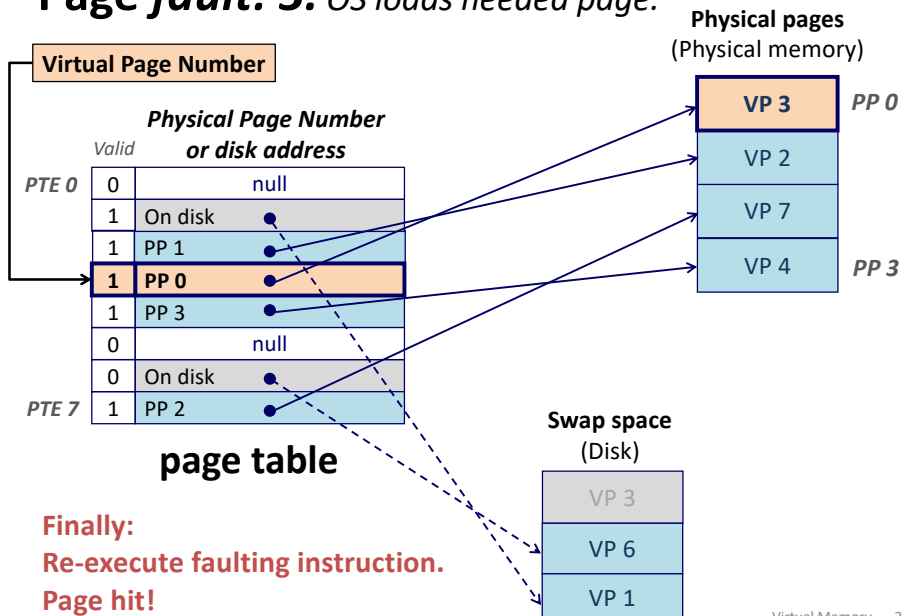 Page fault: 3. OS loads needed page.
Physical pages
(Physical memory)
Virtual Page Number
VP 3 PP 0
Physical Page Number
Valid or disk address
VP 2
PTE 0 0 null
VP 7
1 On disk
1 PP 1
VP 4 PP 3
1 PP 0
1 PP 3
0 null
0 On disk
PTE 7 1 PP 2
Swap space
(Disk)
page table
VP 3
Finally:
VP 6
Re-execute faulting instruction.
Page hit!
VP 1